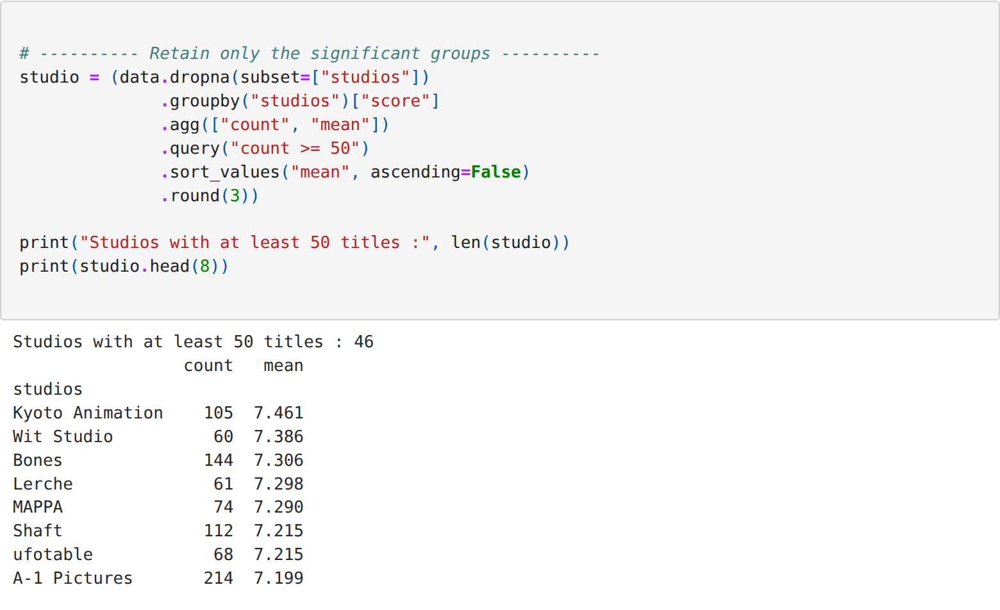 # ---------- Retain only the significant groups ----------
studio = (data.dropna(subset=["studios"])
              .groupby("studios")["score"]
              .agg(["count", "mean"])
              .query("count >= 50")
              .sort_values("mean", ascending=False)
              .round(3))

print("Studios with at least 50 titles :", len(studio))
print(studio.head(8))

Studios with at least 50 titles : 46
                 count   mean
studios
Kyoto Animation    105  7.461
Wit Studio          60  7.386
Bones              144  7.306
Lerche              61  7.298
MAPPA               74  7.290
Shaft              112  7.215
ufotable            68  7.215
A-1 Pictures       214  7.199